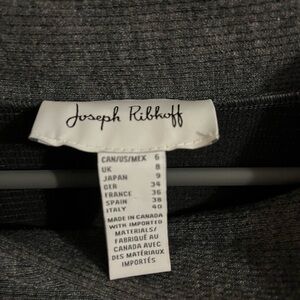 Joseph Ribkoff
CAN/US/MEX 6
UK 8
JAPAN 9
GER 34
FRANCE 36
SPAIN 38
ITALY 40
MADE IN CANADA
WITH IMPORTED
MATERIALS/
FABRIQUÉ AU
CANADA AVEC
DES MATÉRIAUX
IMPORTÉS